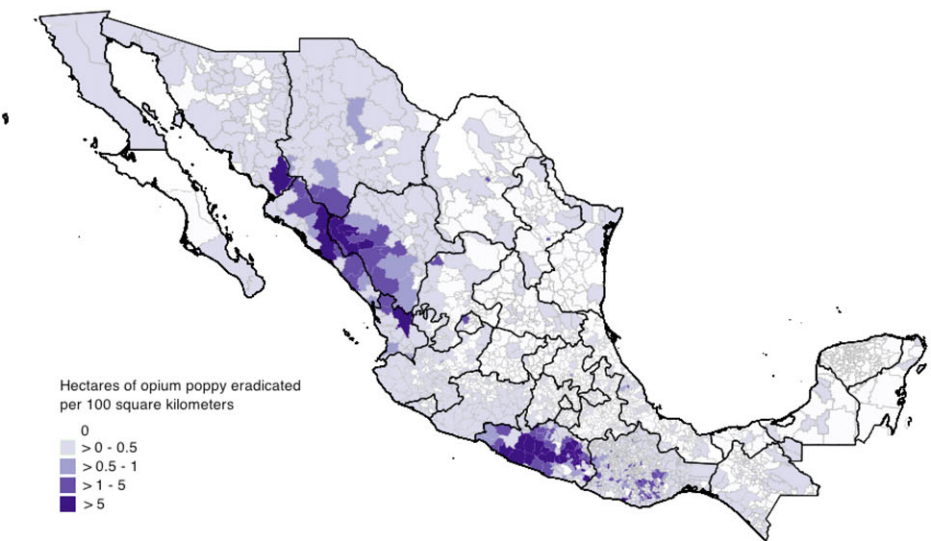 Hectares of opium poppy eradicated
per 100 square kilometers
0
> 0 - 0.5
> 0.5 - 1
> 1 - 5
> 5